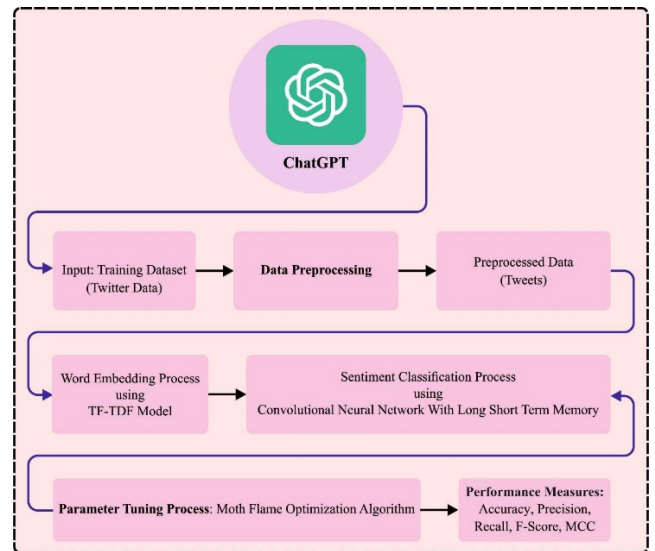 ChatGPT
Input: Training Dataset
(Twitter Data)
Data Preprocessing
Preprocessed Data
(Tweets)
Word Embedding Process
using
TF-TDF Model
Sentiment Classification Process
using
Convolutional Neural Network With Long Short Term Memory
Parameter Tuning Process: Moth Flame Optimization Algorithm
Performance Measures:
Accuracy, Precision,
Recall, F-Score, MCC